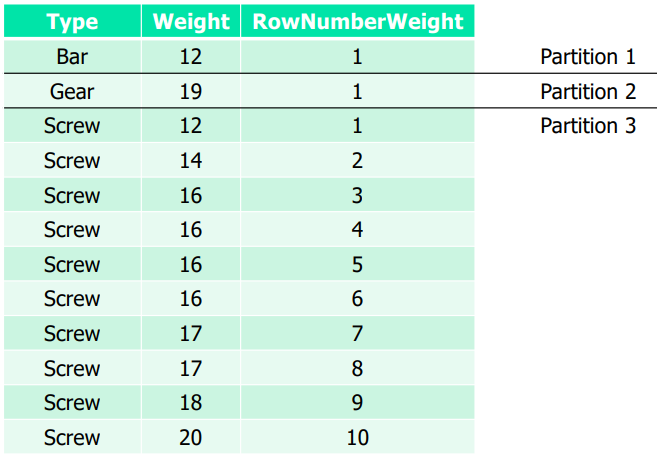 Type Weight RowNumberWeight
Bar 12 1 Partition 1
Gear 19 1 Partition 2
Screw 12 1 Partition 3
Screw 14 2
Screw 16 3
Screw 16 4
Screw 16 5
Screw 16 6
Screw 17 7
Screw 17 8
Screw 18 9
Screw 20 10